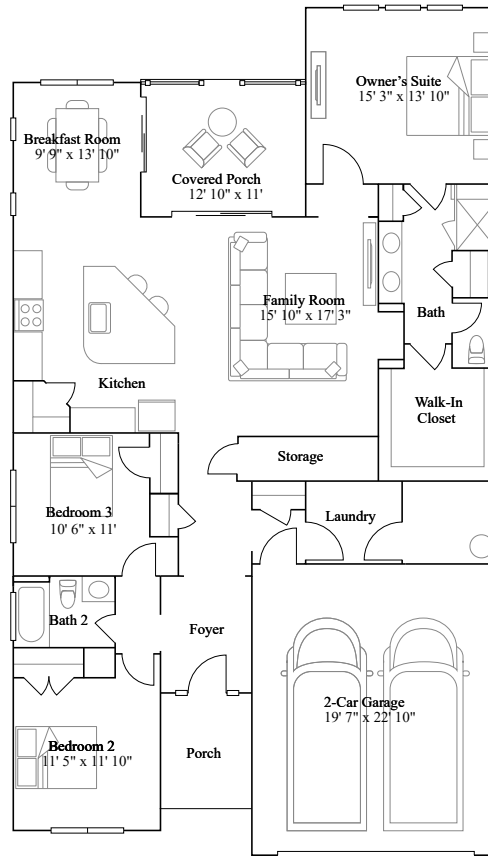 Owner's Suite
15' 3" x 13' 10"
Breakfast Room
9' 9" x 13' 10"
Covered Porch
12' 10" x 11'
Family Room
15' 10" x 17' 3"
Bath
Kitchen
Walk-In
Closet
Storage
Bedroom 3
10' 6" x 11'
Laundry
Bath 2
Foyer
2-Car Garage
19' 7" x 22' 10"
Bedroom 2
11' 5" x 11' 10"
Porch